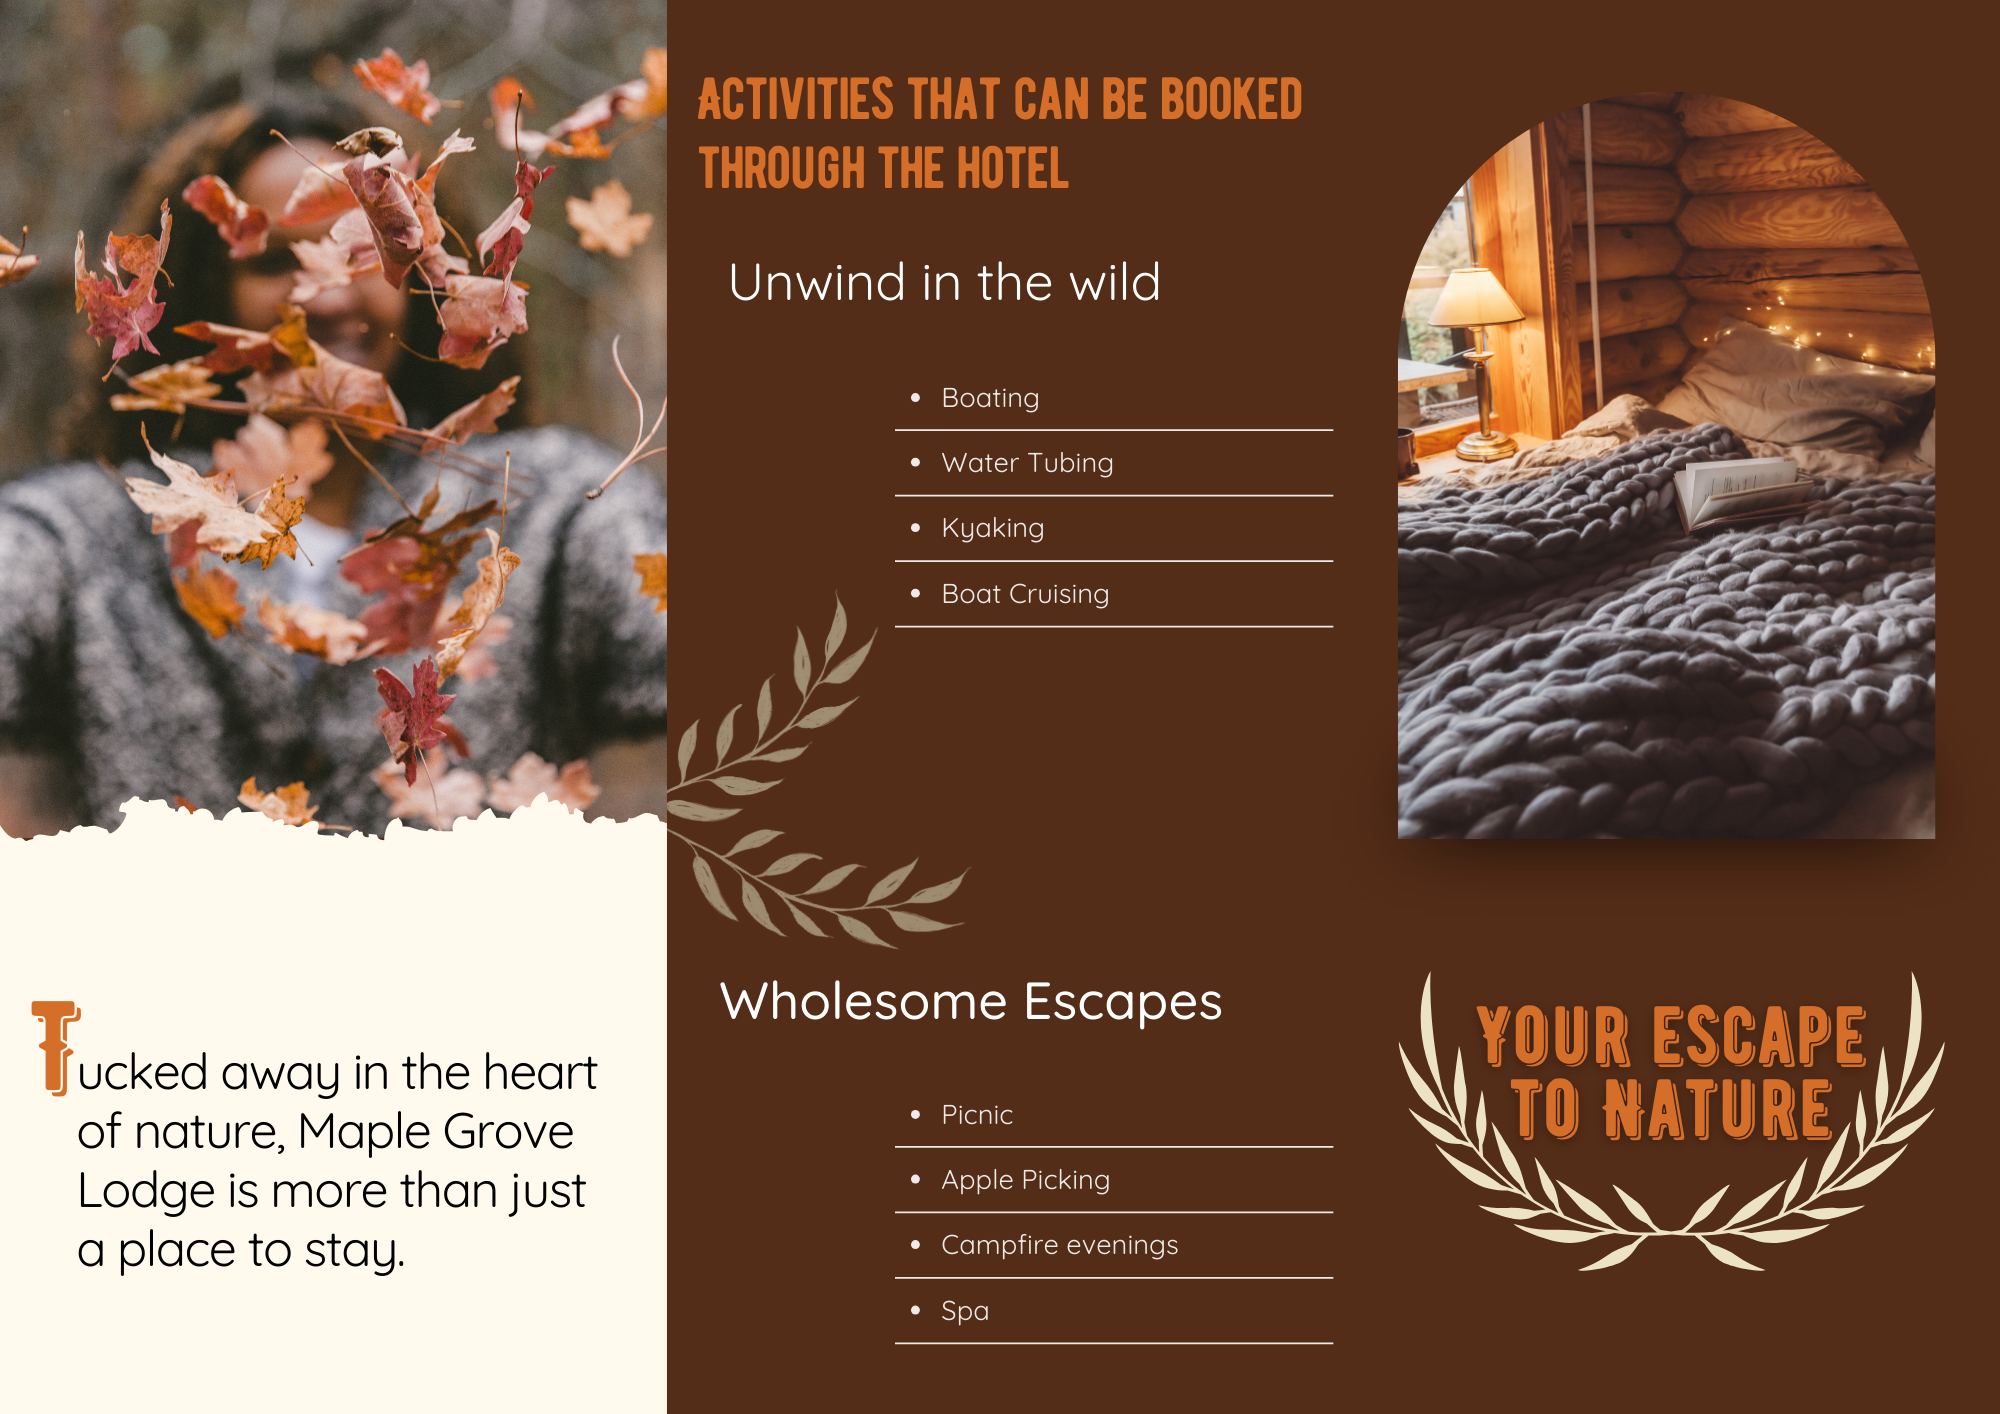 Tucked away in the heart
of nature, Maple Grove
Lodge is more than just
a place to stay.
ACTIVITIES THAT CAN BE BOOKED
THROUGH THE HOTEL
Unwind in the wild
• Boating
• Water Tubing
• Kyaking
• Boat Cruising
Wholesome Escapes
• Picnic
• Apple Picking
• Campfire evenings
• Spa
YOUR ESCAPE
TO NATURE